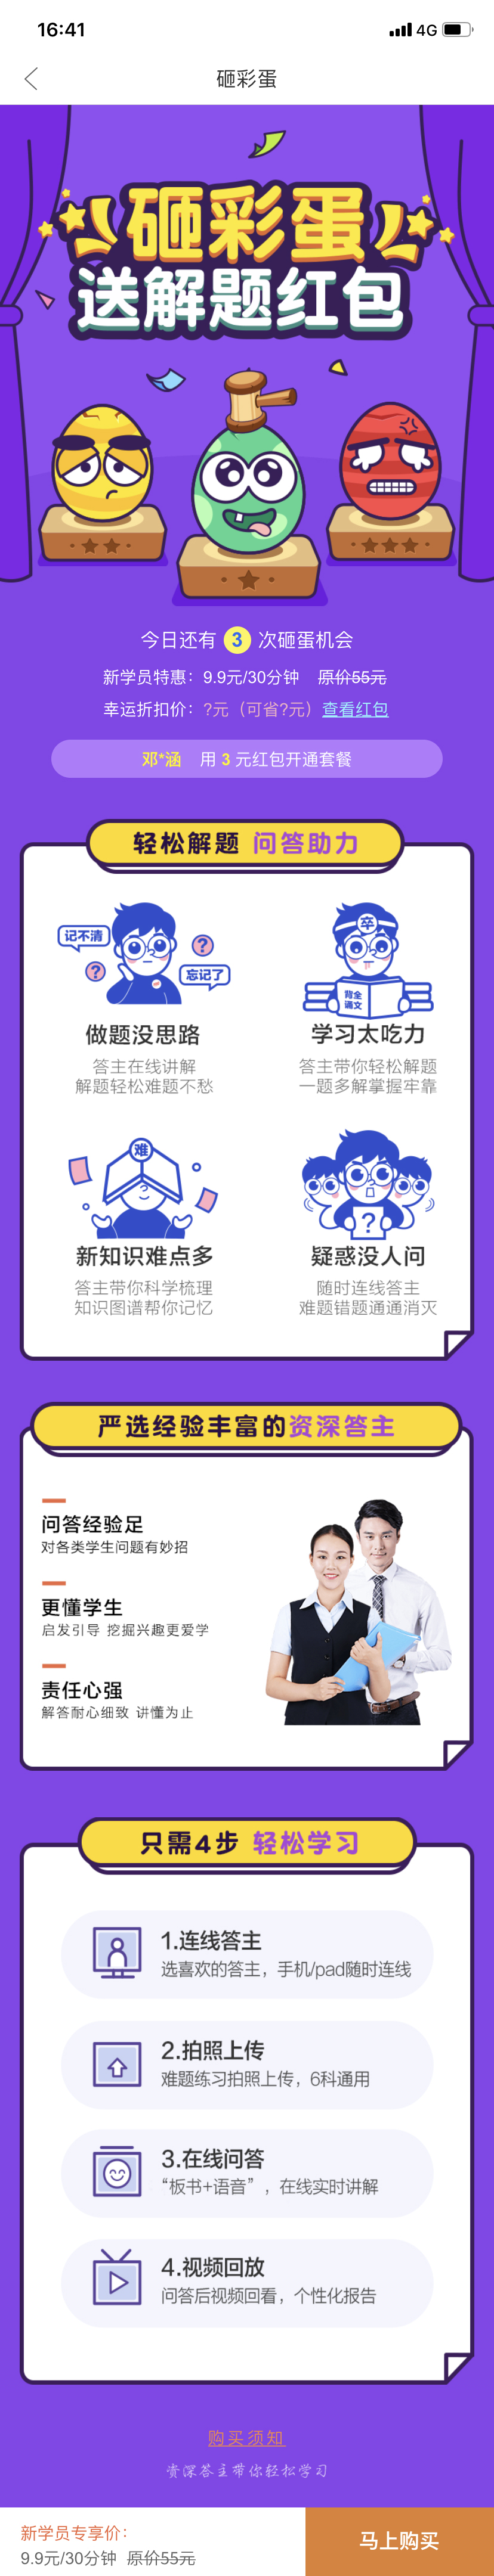 16:41
4G
砸彩蛋
砸彩蛋
送解题红包
今日还有 3 次砸蛋机会
新学员特惠：9.9元/30分钟 原价55元
幸运折扣价：?元（可省?元）查看红包
邓*涵 用 3 元红包开通套餐
轻松解题 问答助力
记不清
?
?
忘记了
做题没思路
答主在线讲解
解题轻松难题不愁
卒
背全
诵文
学习太吃力
答主带你轻松解题
一题多解掌握牢靠
难
新知识难点多
答主带你科学梳理
知识图谱帮你记忆
?
疑惑没人问
随时连线答主
难题错题通通消灭
严选经验丰富的资深答主
问答经验足
对各类学生问题有妙招
更懂学生
启发引导 挖掘兴趣更爱学
责任心强
解答耐心细致 讲懂为止
只需4步 轻松学习
1.连线答主
选喜欢的答主，手机/pad随时连线
2.拍照上传
难题练习拍照上传，6科通用
3.在线问答
“板书+语音”，在线实时讲解
4.视频回放
问答后视频回看，个性化报告
购买须知
资深答主带你轻松学习
新学员专享价：
9.9元/30分钟 原价55元
马上购买